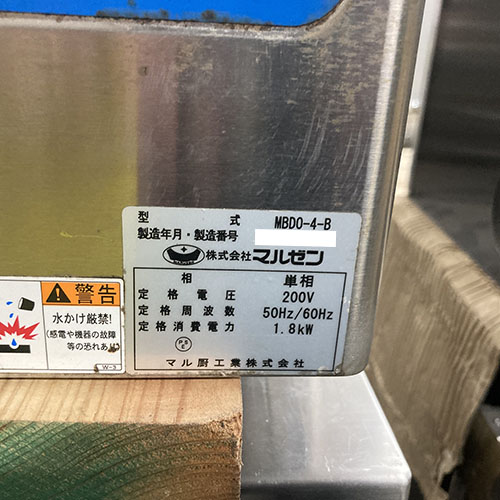 型式 MBDO-4-B
製造年月・製造番号
株式会社マルゼン
相 単相
定格電圧 200V
定格周波数 50Hz/60Hz
定格消費電力 1.8kW
PSE
マル厨工業株式会社
警告
水かけ厳禁!
(感電や機器の故障
等の恐れあり)
W-3